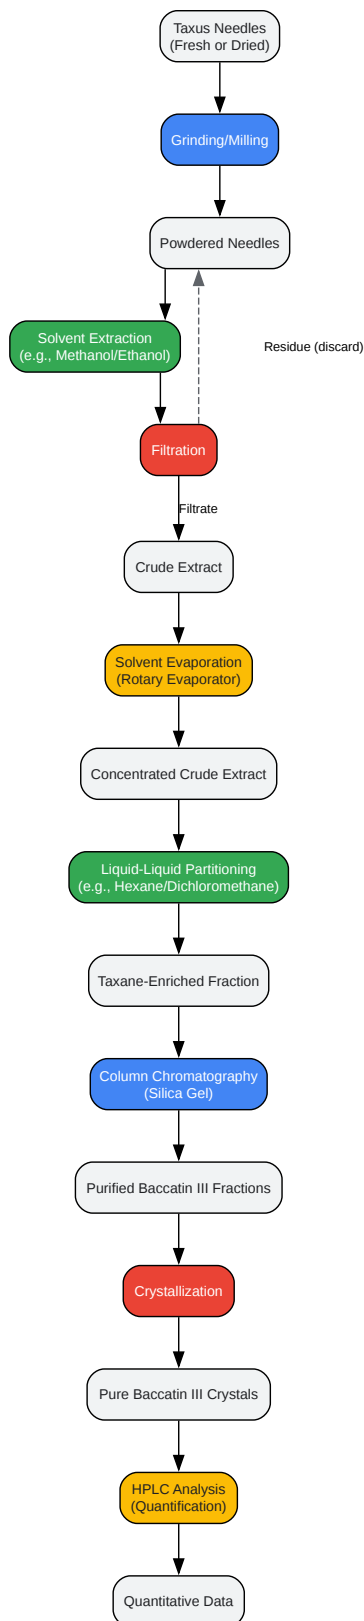 Taxus Needles
(Fresh or Dried)
Grinding/Milling
Powdered Needles
Solvent Extraction
(e.g., Methanol/Ethanol)
Residue (discard)
Filtration
Filtrate
Crude Extract
Solvent Evaporation
(Rotary Evaporator)
Concentrated Crude Extract
Liquid-Liquid Partitioning
(e.g., Hexane/Dichloromethane)
Taxane-Enriched Fraction
Column Chromatography
(Silica Gel)
Purified Baccatin III Fractions
Crystallization
Pure Baccatin III Crystals
HPLC Analysis
(Quantification)
Quantitative Data